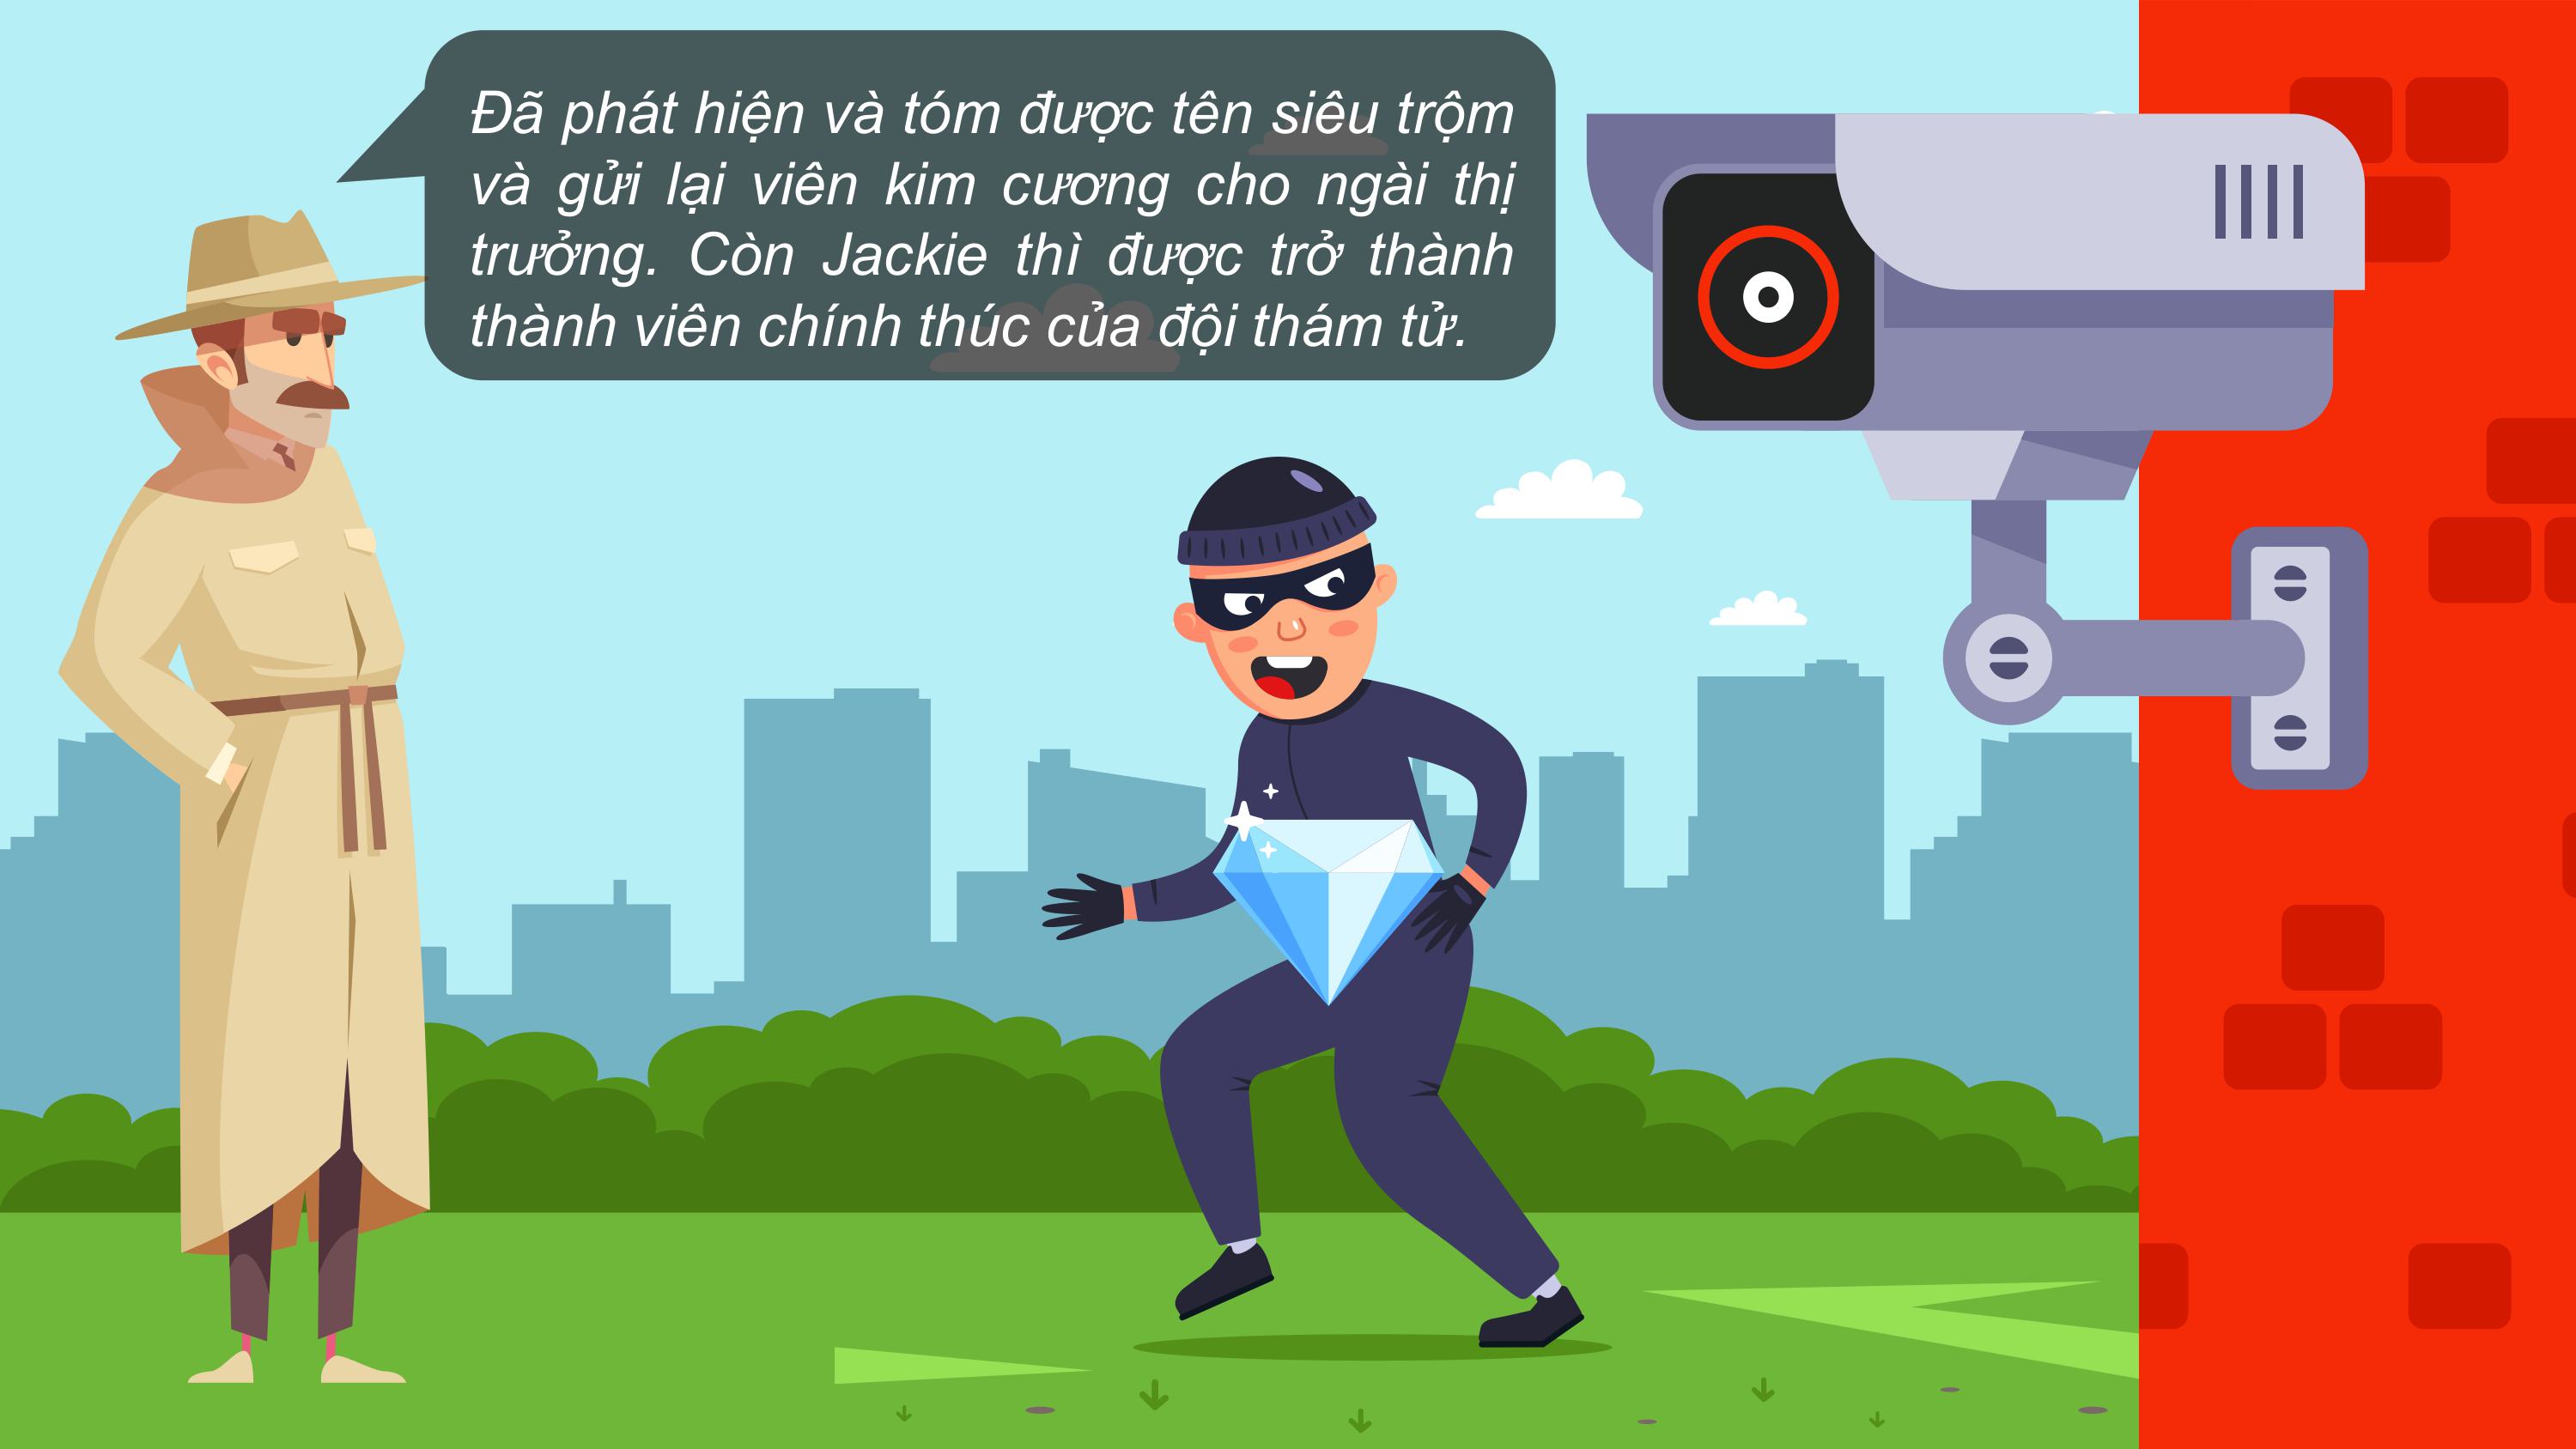 Đã phát hiện và tóm được tên siêu trộm
và gửi lại viên kim cương cho ngài thị
trưởng. Còn Jackie thì được trở thành
thành viên chính thúc của đội thám tử.